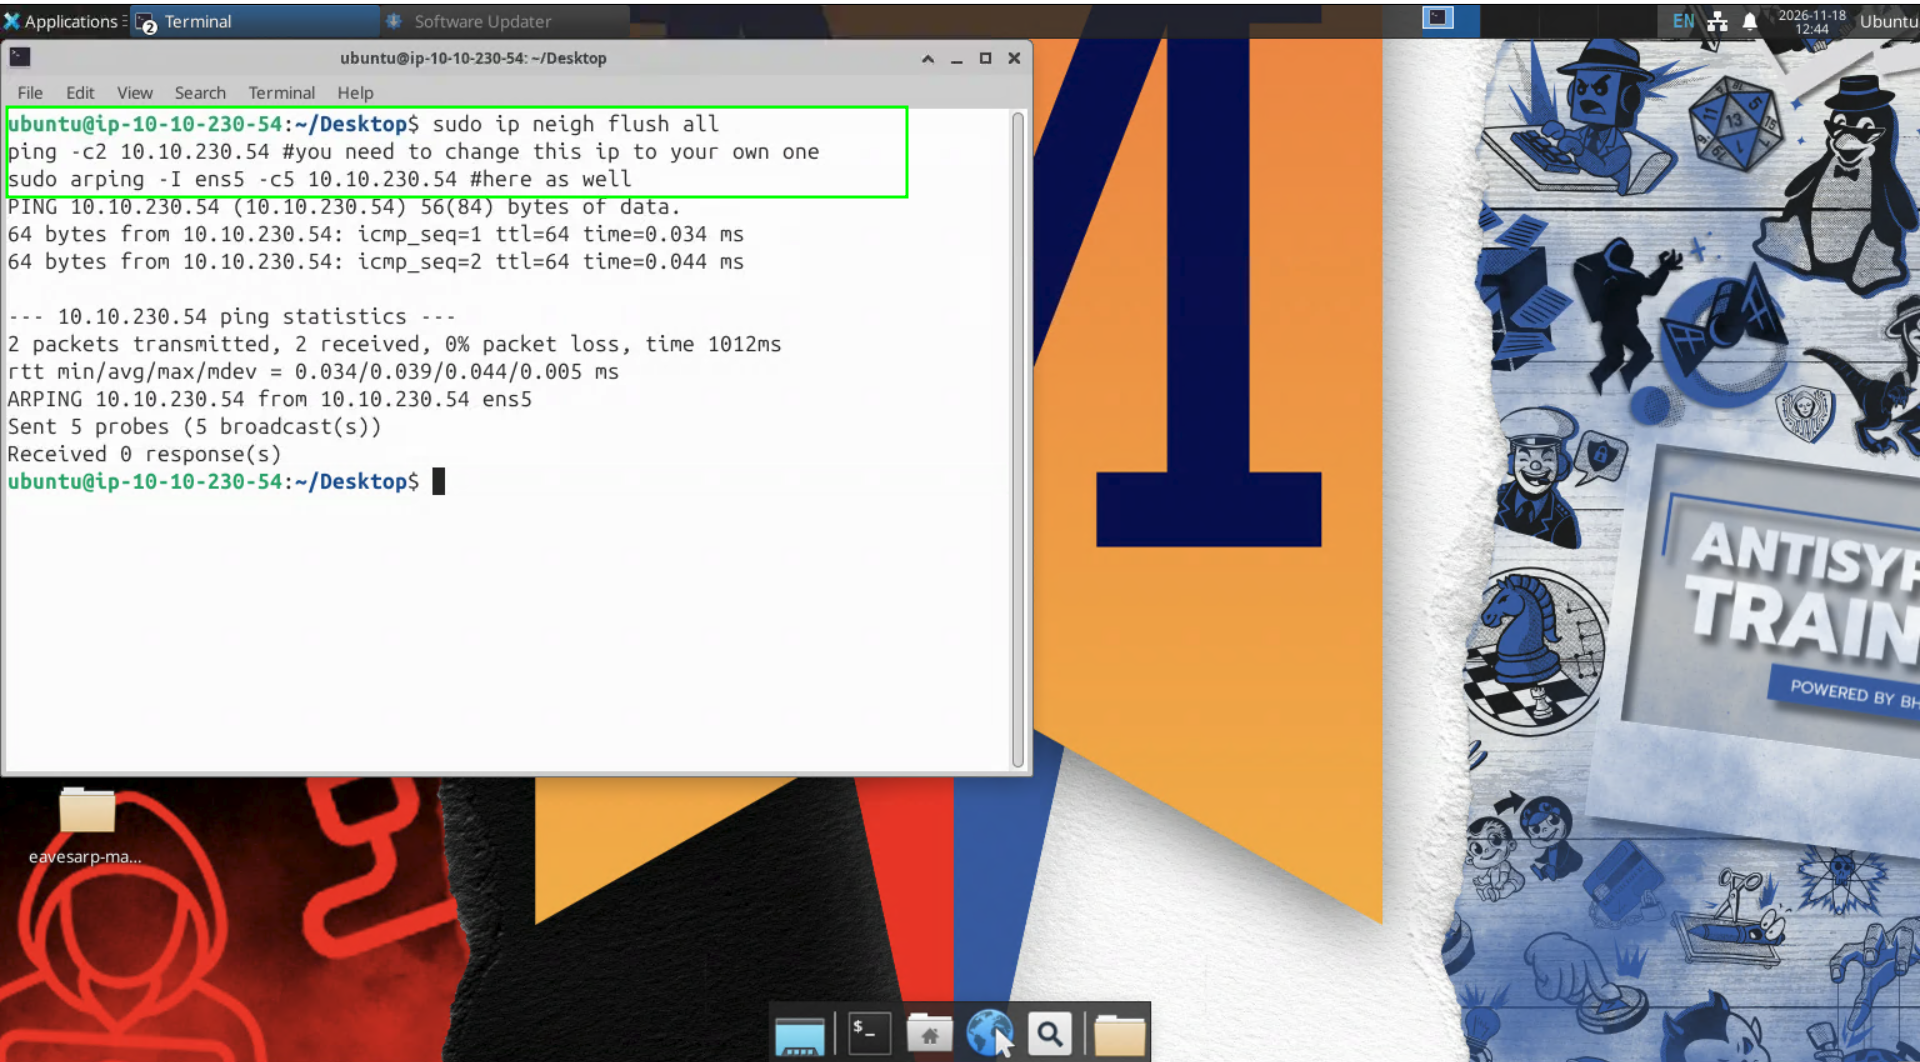 Applications
Terminal
Software Updater
EN
2026-11-18
12:44
Ubuntu
ubuntu@ip-10-10-230-54: ~/Desktop
File Edit View Search Terminal Help
ubuntu@ip-10-10-230-54:~/Desktop$ sudo ip neigh flush all
ping -c2 10.10.230.54 #you need to change this ip to your own one
sudo arping -I ens5 -c5 10.10.230.54 #here as well
PING 10.10.230.54 (10.10.230.54) 56(84) bytes of data.
64 bytes from 10.10.230.54: icmp_seq=1 ttl=64 time=0.034 ms
64 bytes from 10.10.230.54: icmp_seq=2 ttl=64 time=0.044 ms
--- 10.10.230.54 ping statistics ---
2 packets transmitted, 2 received, 0% packet loss, time 1012ms
rtt min/avg/max/mdev = 0.034/0.039/0.044/0.005 ms
ARPING 10.10.230.54 from 10.10.230.54 ens5
Sent 5 probes (5 broadcast(s))
Received 0 response(s)
ubuntu@ip-10-10-230-54:~/Desktop$
ANTISY
TRAIN
POWERED BY BH
eavesarp-ma...